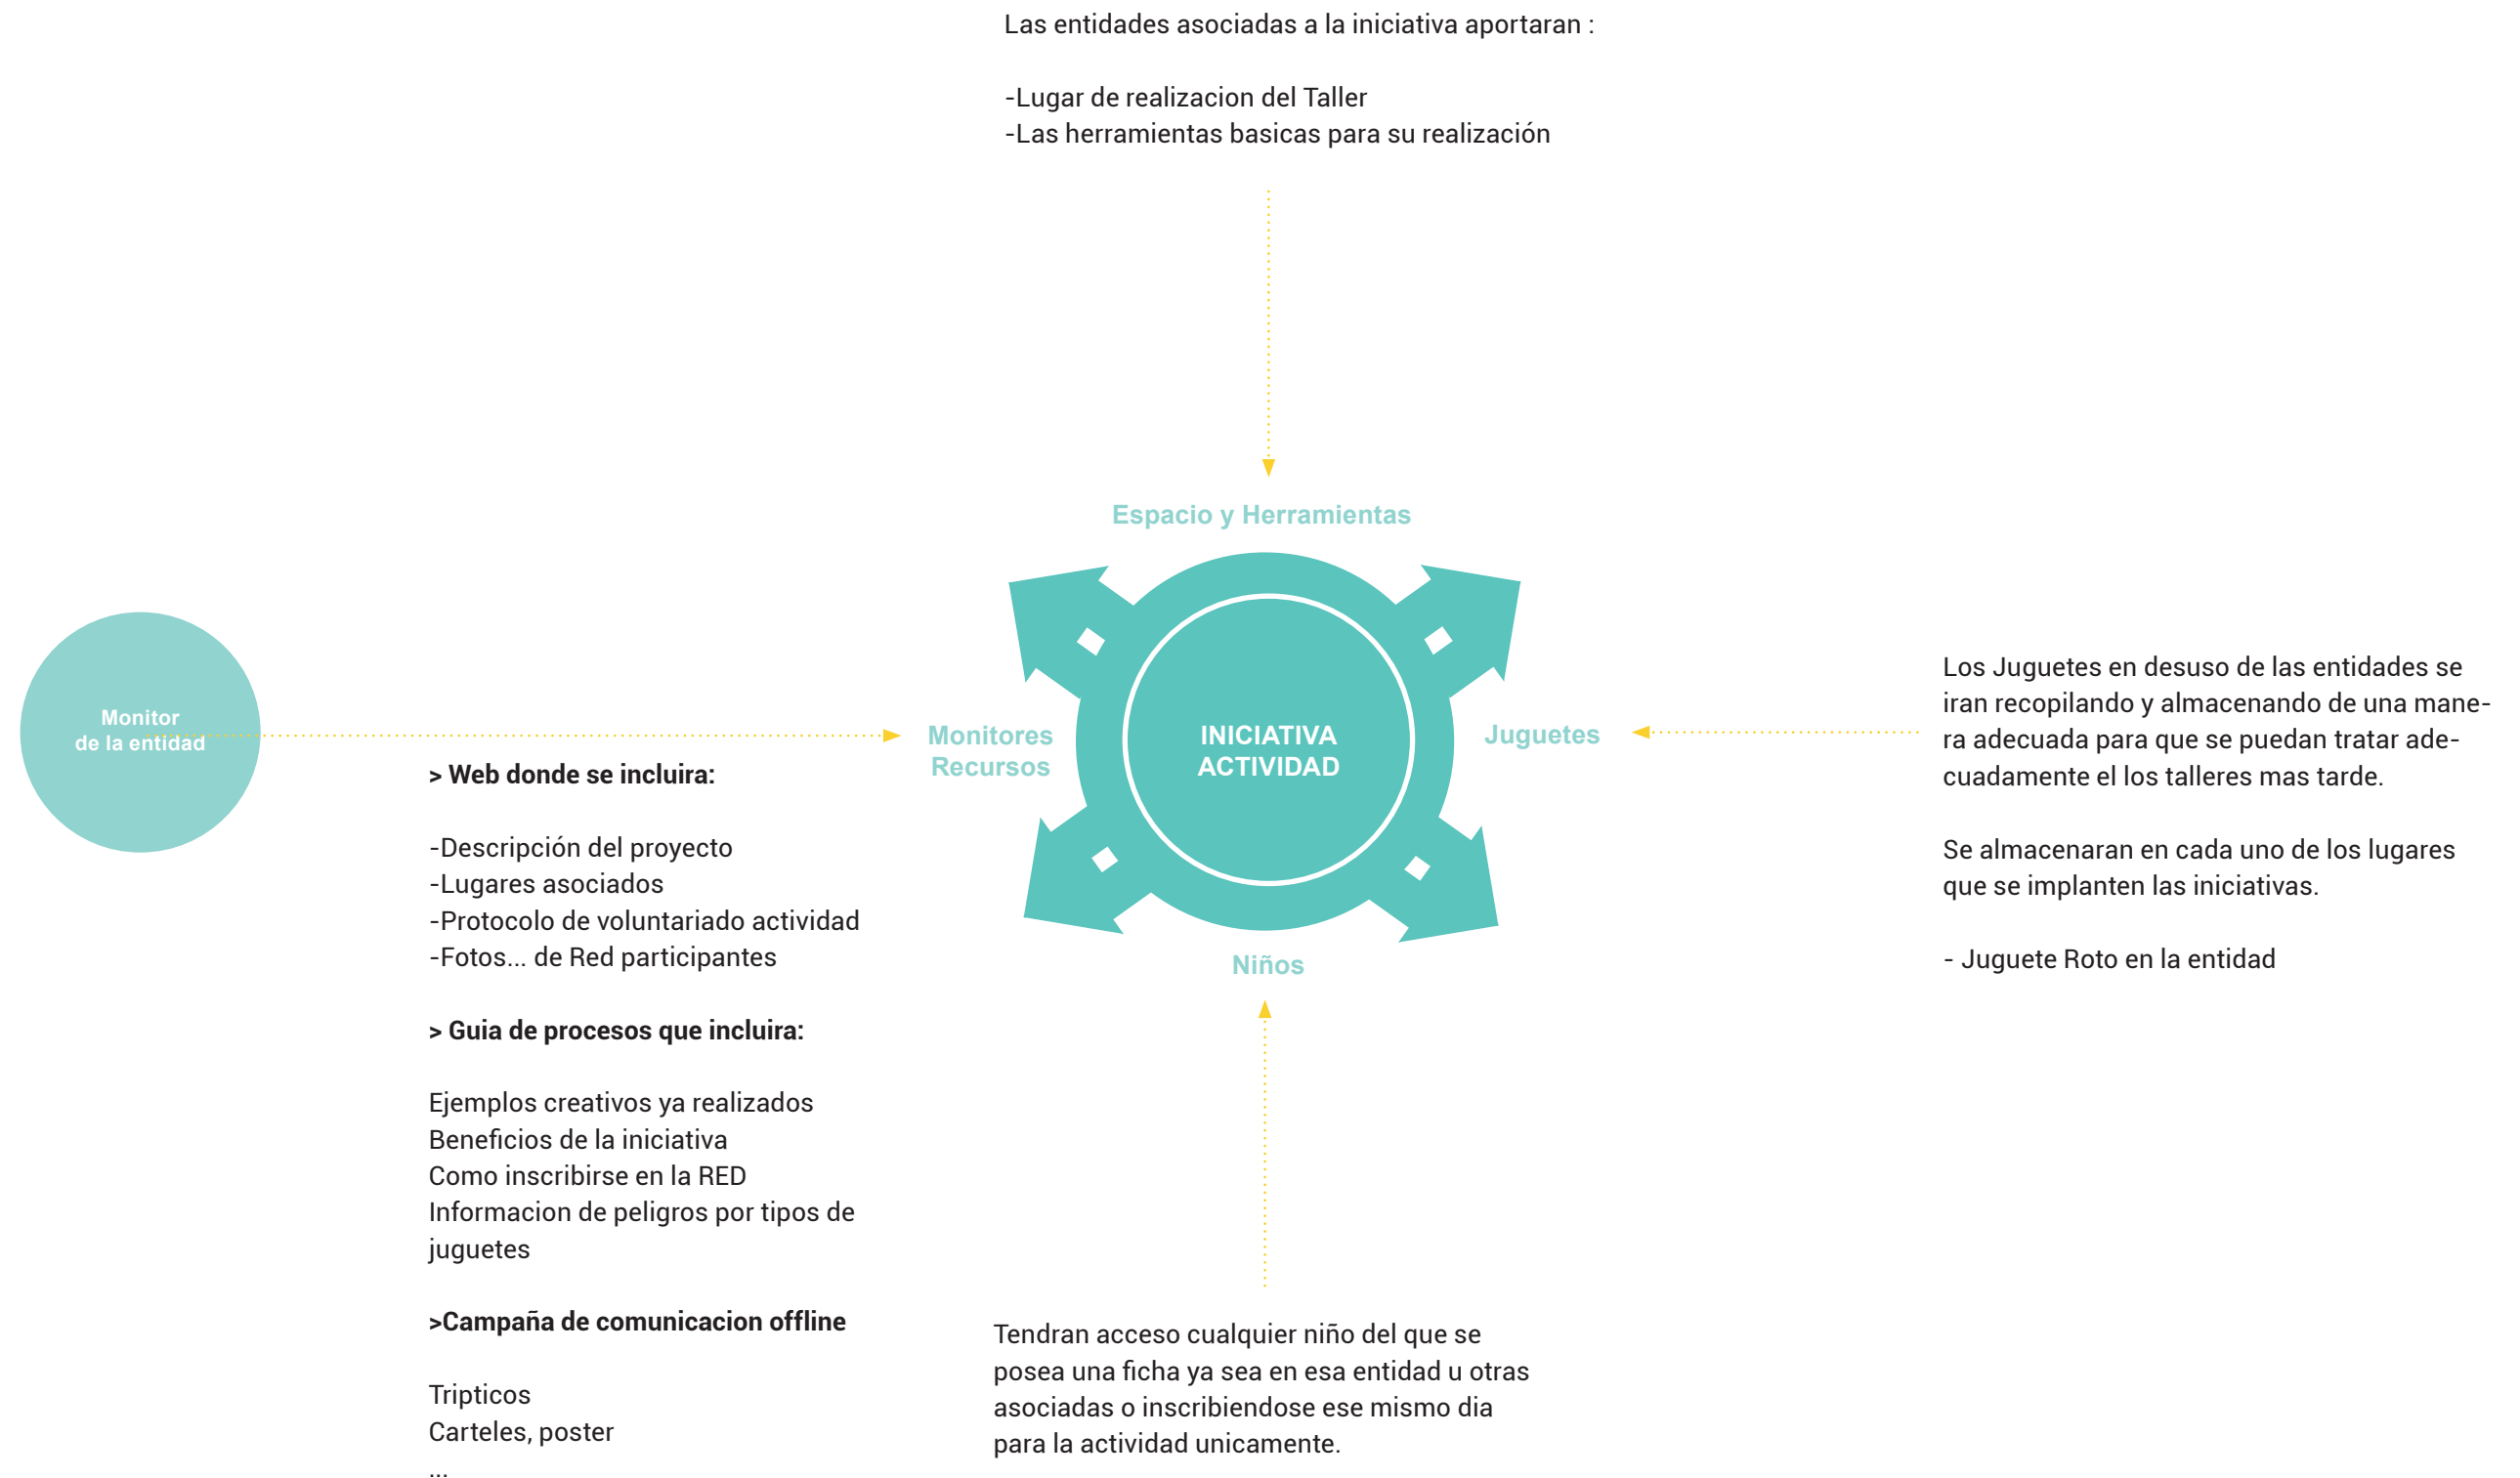 Las entidades asociadas a la iniciativa aportaran :
-Lugar de realizacion del Taller
-Las herramientas basicas para su realización
Espacio y Herramientas
Monitor
de la entidad
Monitores
Recursos
INICIATIVA
ACTIVIDAD
Juguetes
Niños
> Web donde se incluira:
-Descripción del proyecto
-Lugares asociados
-Protocolo de voluntariado actividad
-Fotos... de Red participantes
> Guia de procesos que incluira:
Ejemplos creativos ya realizados
Beneficios de la iniciativa
Como inscribirse en la RED
Informacion de peligros por tipos de
juguetes
>Campaña de comunicacion offline
Tripticos
Carteles, poster
...
Los Juguetes en desuso de las entidades se
iran recopilando y almacenando de una mane-
ra adecuada para que se puedan tratar ade-
cuadamente el los talleres mas tarde.
Se almacenaran en cada uno de los lugares
que se implanten las iniciativas.
- Juguete Roto en la entidad
Tendran acceso cualquier niño del que se
posea una ficha ya sea en esa entidad u otras
asociadas o inscribiendose ese mismo dia
para la actividad unicamente.